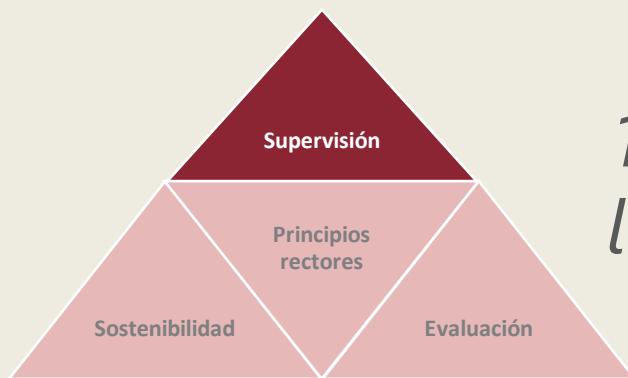 Supervisión
Principios
rectores
Sostenibilidad
Evaluación